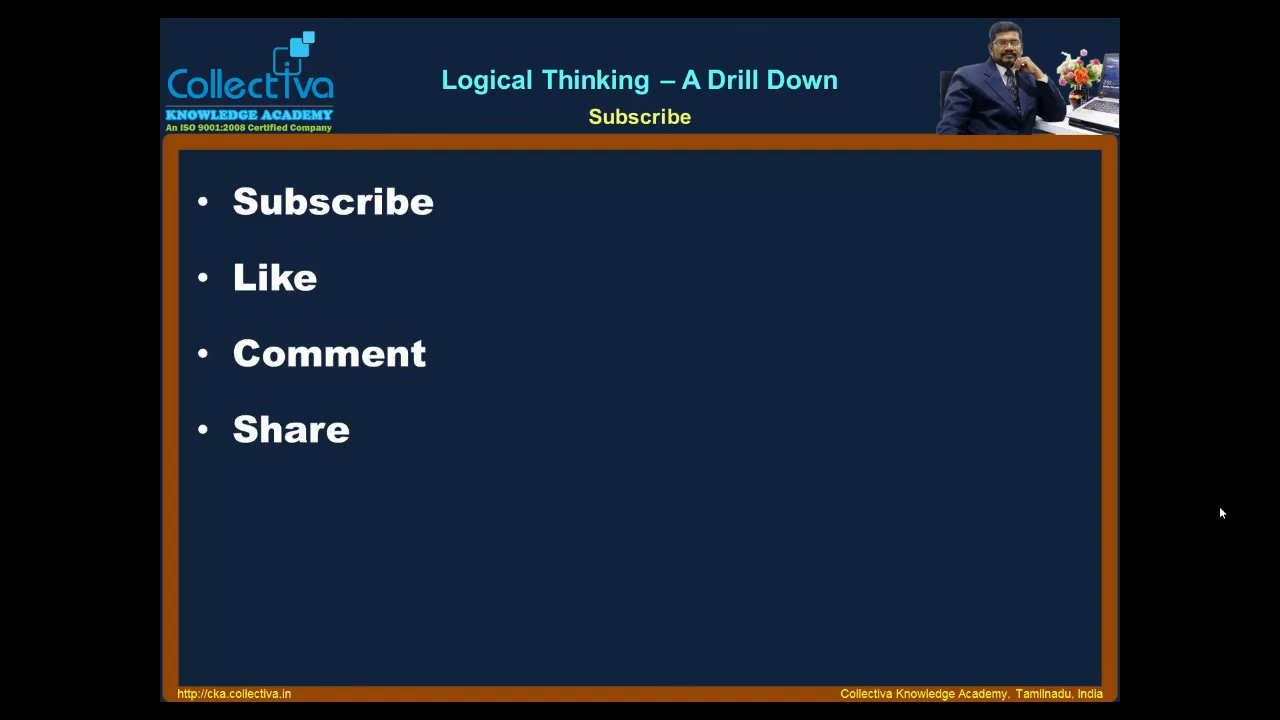 Collectiva
KNOWLEDGE ACADEMY
An ISO 9001:2008 Certified Company
Logical Thinking – A Drill Down
Subscribe
• Subscribe
• Like
• Comment
• Share
http://cka.collectiva.in
Collectiva Knowledge Academy, Tamilnadu, India